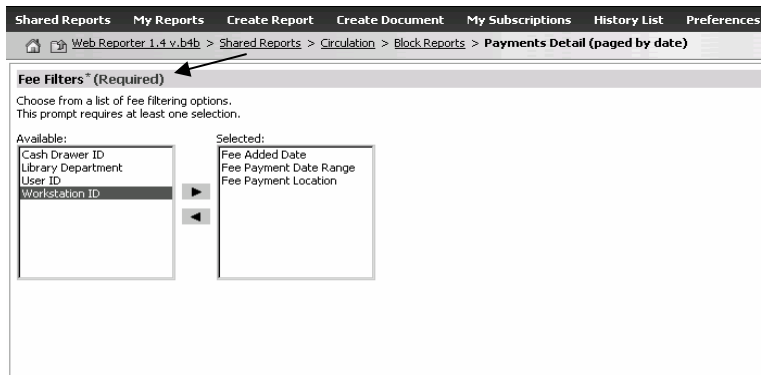 Shared Reports My Reports Create Report Create Document My Subscriptions History List Preferences
Web Reporter 1.4 v.b4b > Shared Reports > Circulation > Block Reports > Payments Detail (paged by date)
Fee Filters* (Required)
Choose from a list of fee filtering options.
This prompt requires at least one selection.
Available: Selected:
Cash Drawer ID Fee Added Date
Library Department Fee Payment Date Range
User ID Fee Payment Location
Workstation ID